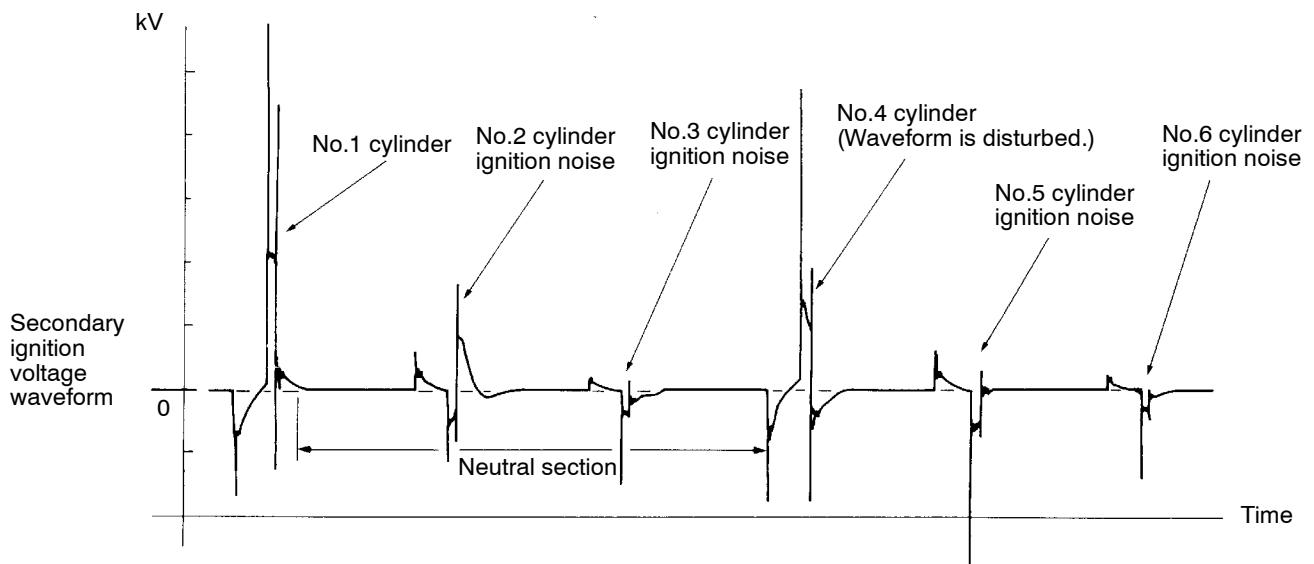 kV
No.1 cylinder
No.2 cylinder
ignition noise
No.3 cylinder
ignition noise
No.4 cylinder
(Waveform is disturbed.)
No.5 cylinder
ignition noise
No.6 cylinder
ignition noise
Secondary
ignition
voltage
waveform
0
Neutral section
Time